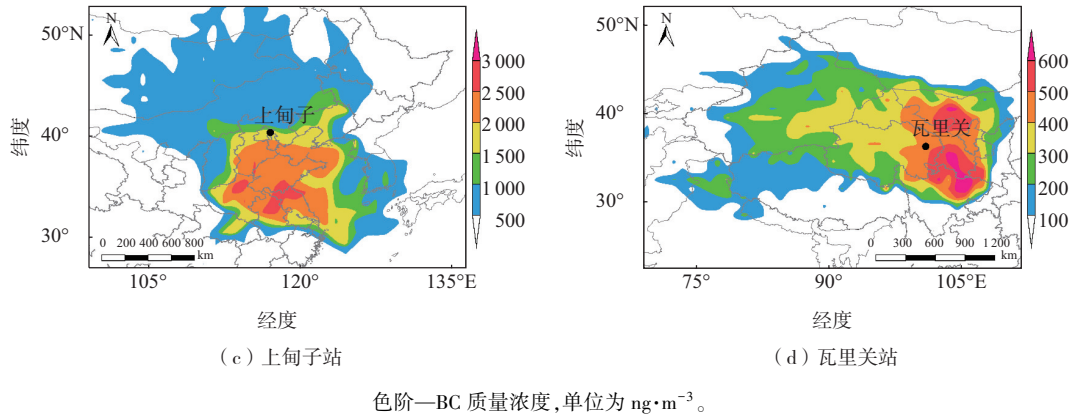 N
50°N
40°
30°
纬度
上甸子
3 000
2 500
2 000
1 500
1 000
500
0 200 400 600 800
km
105°
120°
135°E
经度
（c）上甸子站
N
50°
40°
30°
纬度
瓦里关
600
500
400
300
200
100
0 300 600 900 1 200
km
75°
90°
105°E
经度
（d）瓦里关站
色阶—BC 质量浓度,单位为 ng·m⁻³。